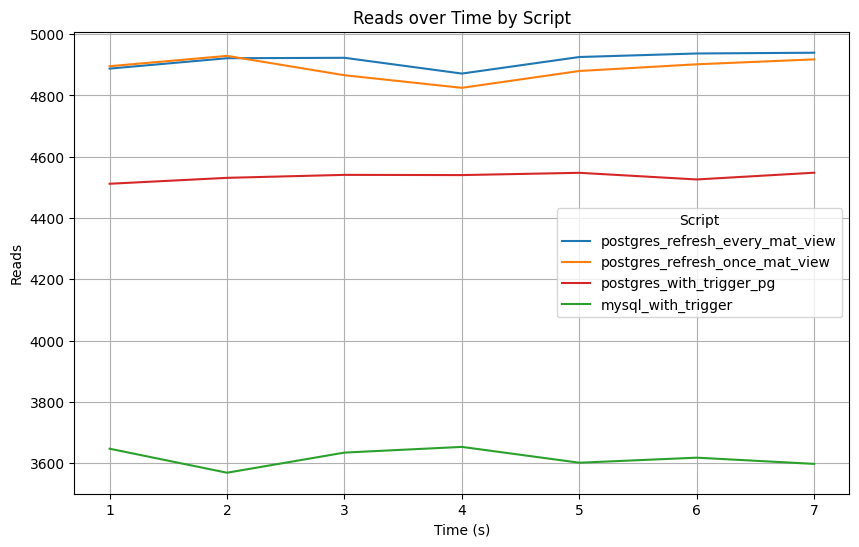 Reads over Time by Script
5000
4800
4600
4400
4200
4000
3800
3600
Reads
Script
postgres_refresh_every_mat_view
postgres_refresh_once_mat_view
postgres_with_trigger_pg
mysql_with_trigger
1 2 3 4 5 6 7
Time (s)